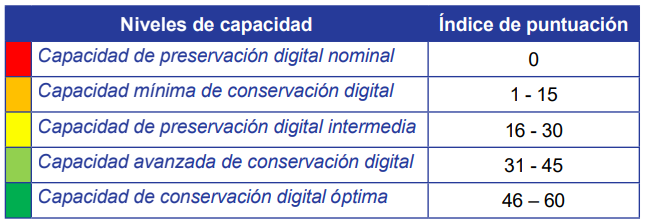 Niveles de capacidad Índice de puntuación
Capacidad de preservación digital nominal 0
Capacidad mínima de conservación digital 1 - 15
Capacidad de preservación digital intermedia 16 - 30
Capacidad avanzada de conservación digital 31 - 45
Capacidad de conservación digital óptima 46 – 60